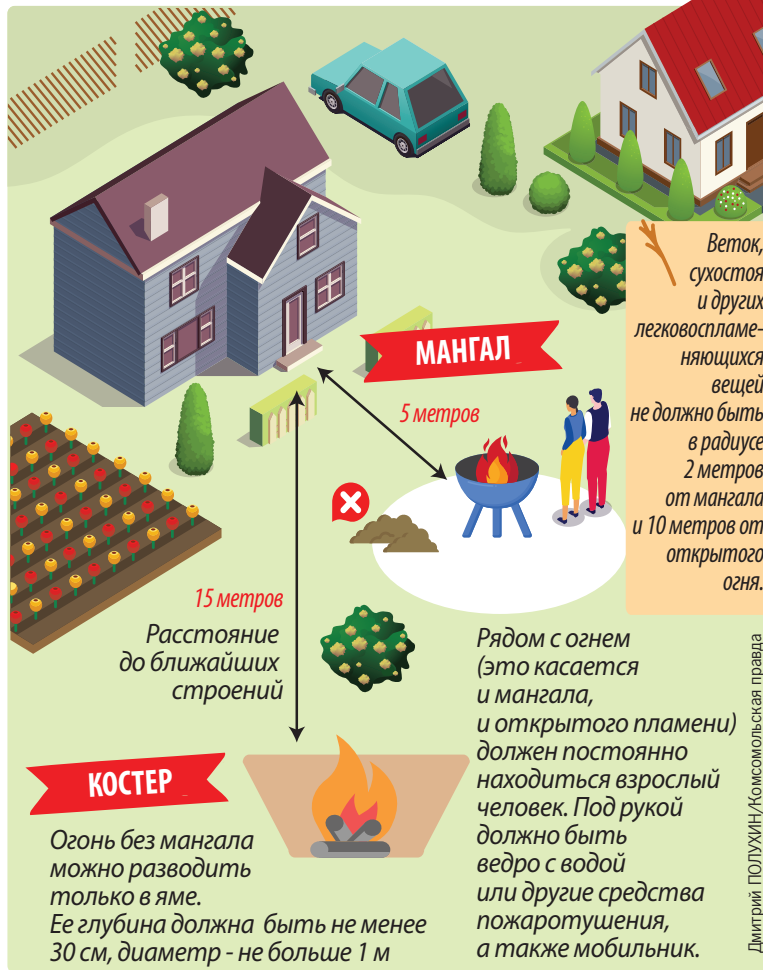 МАНГАЛ
5 метров
Веток,
сухостоя
и других
легковоспламе-
няющихся
вещей
не должно быть
в радиусе
2 метров
от мангала
и 10 метров от
открытого
огня.
15 метров
Расстояние
до ближайших
строений
КОСТЕР
Огонь без мангала
можно разводить
только в яме.
Ее глубина должна быть не менее
30 см, диаметр - не больше 1 м
Рядом с огнем
(это касается
и мангала,
и открытого пламени)
должен постоянно
находиться взрослый
человек. Под рукой
должно быть
ведро с водой
или другие средства
пожаротушения,
а также мобильник.
Дмитрий ПОЛУХИН/Комсомольская правда